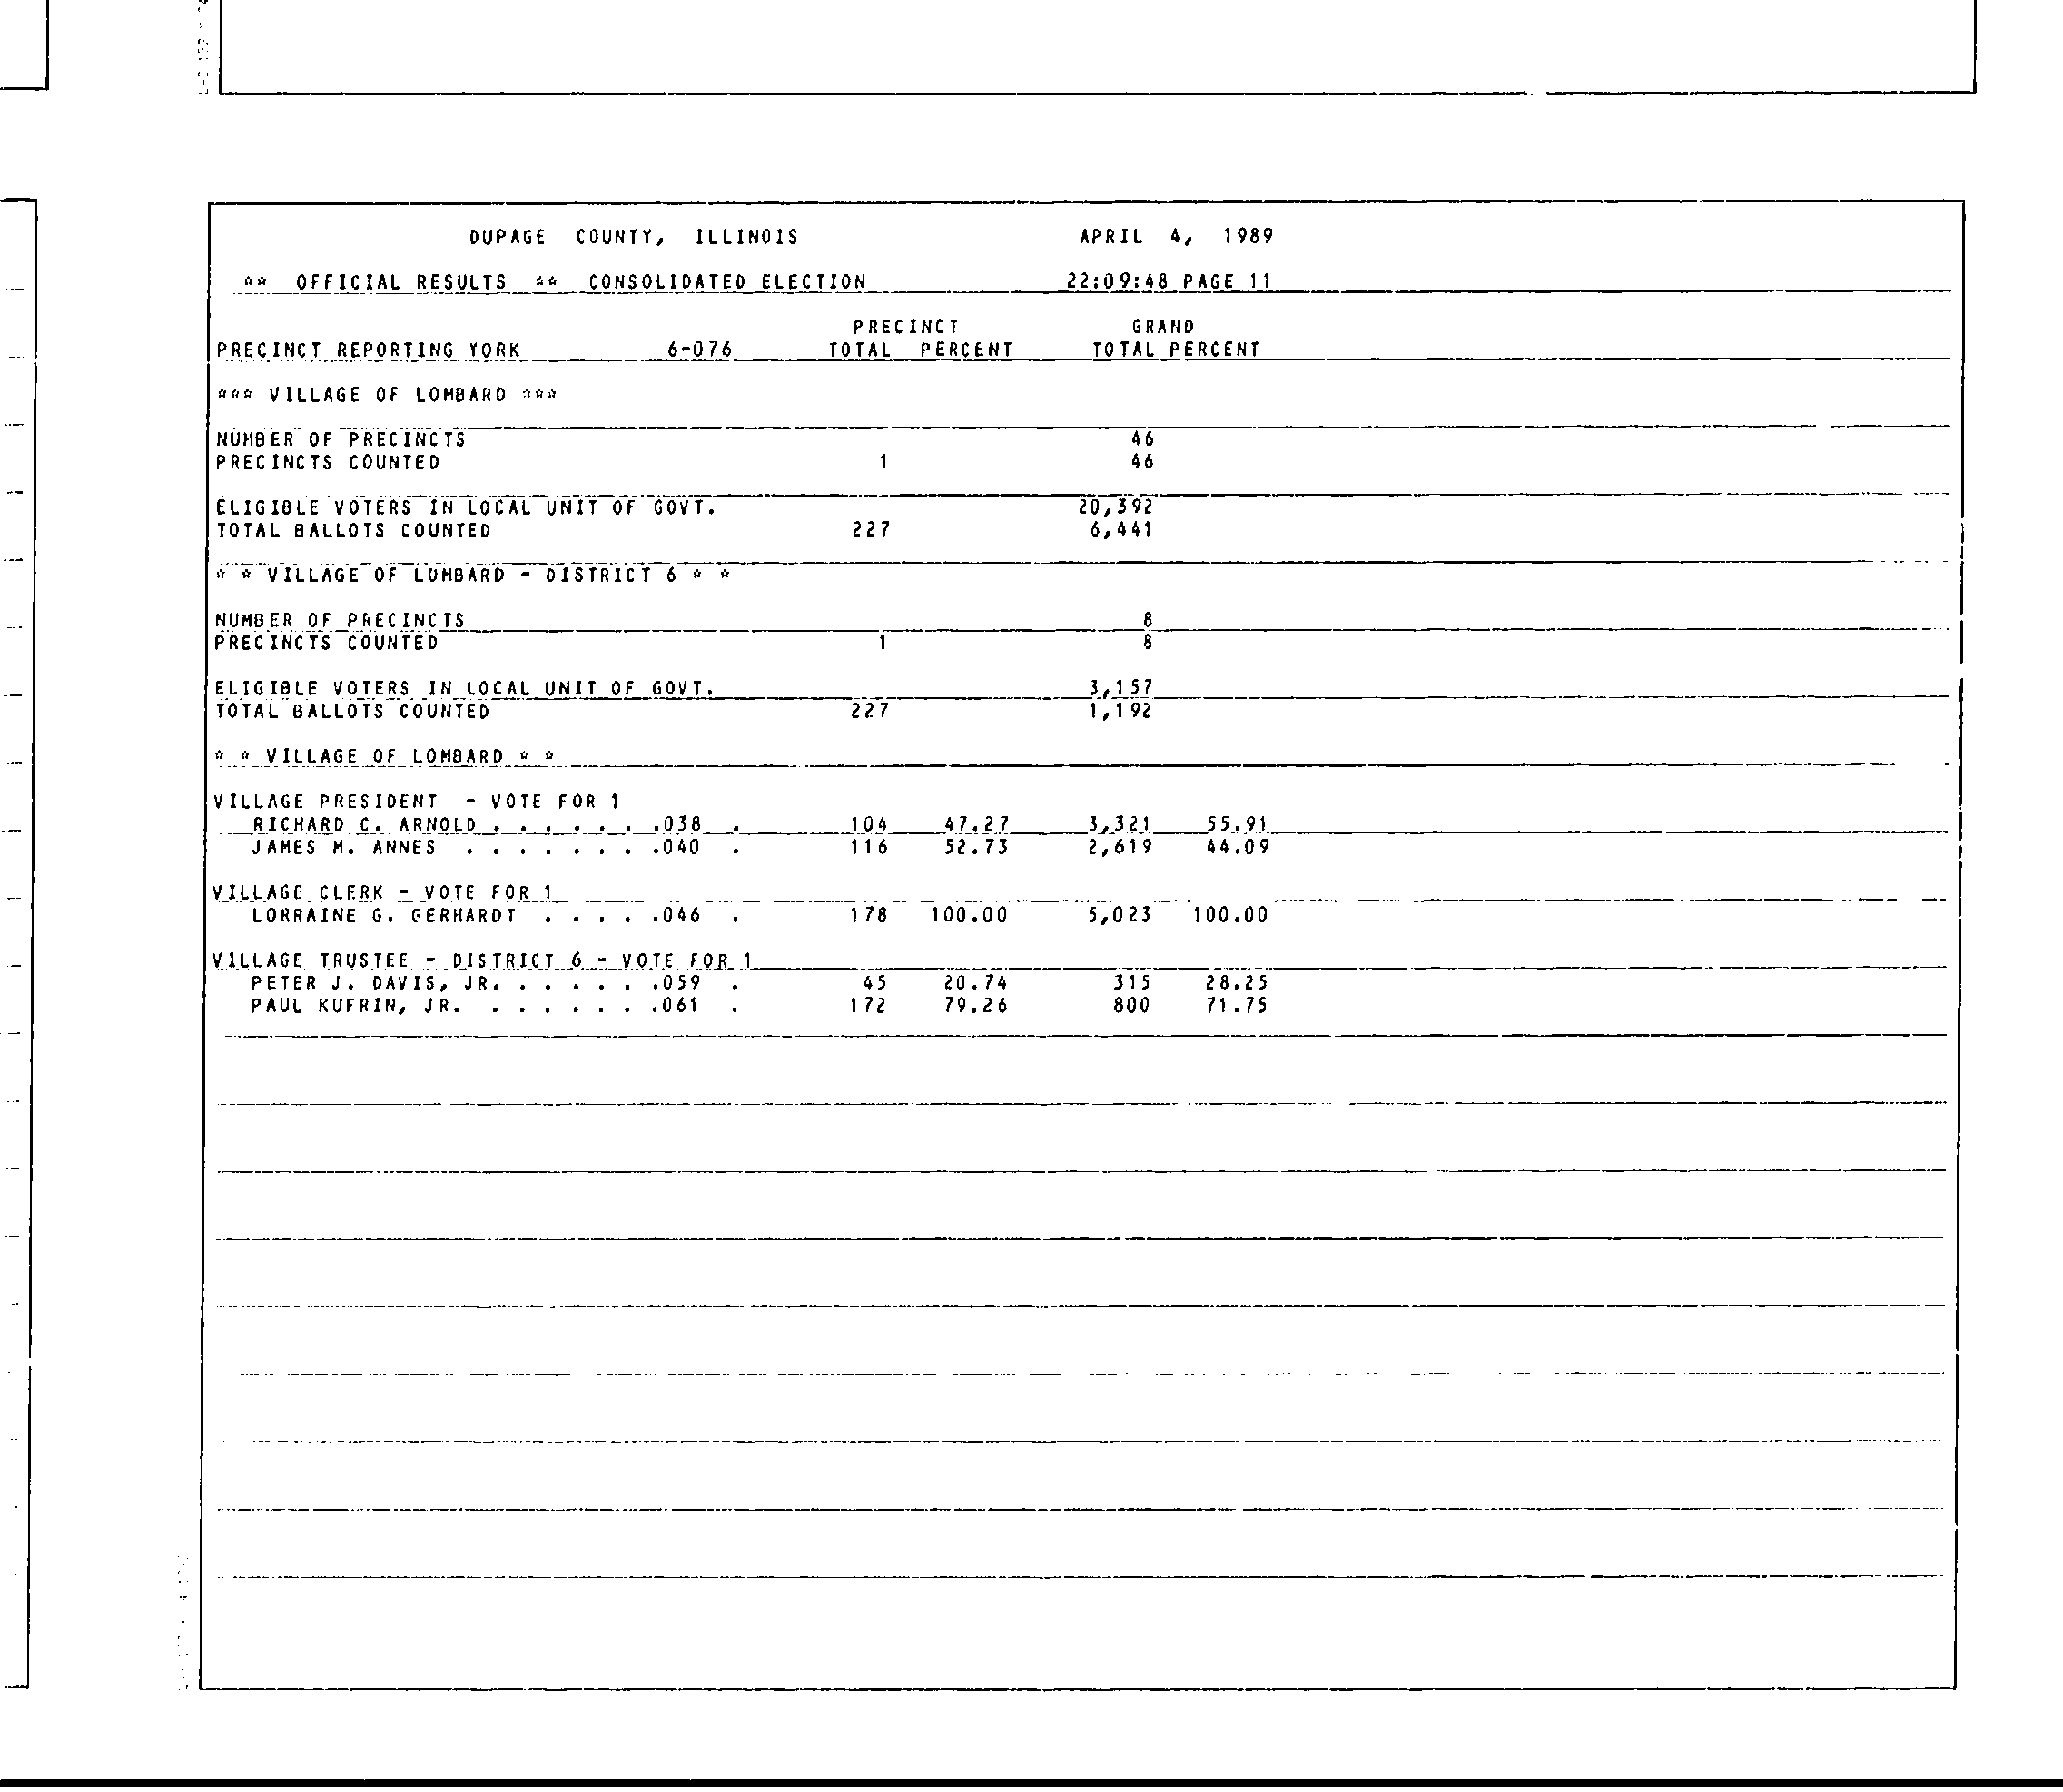 DUPAGE COUNTY, ILLINOIS APRIL 4, 1989
** OFFICIAL RESULTS ** CONSOLIDATED ELECTION 22:09:48 PAGE 11
PRECINCT GRAND
PRECINCT REPORTING YORK 6-076 TOTAL PERCENT TOTAL PERCENT
*** VILLAGE OF LOMBARD ***
NUMBER OF PRECINCTS 46
PRECINCTS COUNTED 1 46
ELIGIBLE VOTERS IN LOCAL UNIT OF GOVT. 20,392
TOTAL BALLOTS COUNTED 227 6,441
* * VILLAGE OF LOMBARD - DISTRICT 6 * *
NUMBER OF PRECINCTS 8
PRECINCTS COUNTED 1 8
ELIGIBLE VOTERS IN LOCAL UNIT OF GOVT. 3,157
TOTAL BALLOTS COUNTED 227 1,192
* * VILLAGE OF LOMBARD * *
VILLAGE PRESIDENT - VOTE FOR 1
RICHARD C. ARNOLD . . . . . . .038 . 104 47.27 3,321 55.91
JAMES M. ANNES . . . . . . . .040 . 116 52.73 2,619 44.09
VILLAGE CLERK - VOTE FOR 1
LORRAINE G. GERHARDT . . . . .046 . 178 100.00 5,023 100.00
VILLAGE TRUSTEE - DISTRICT 6 - VOTE FOR 1
PETER J. DAVIS, JR. . . . . . .059 . 45 20.74 315 28.25
PAUL KUFRIN, JR. . . . . . . .061 . 172 79.26 800 71.75